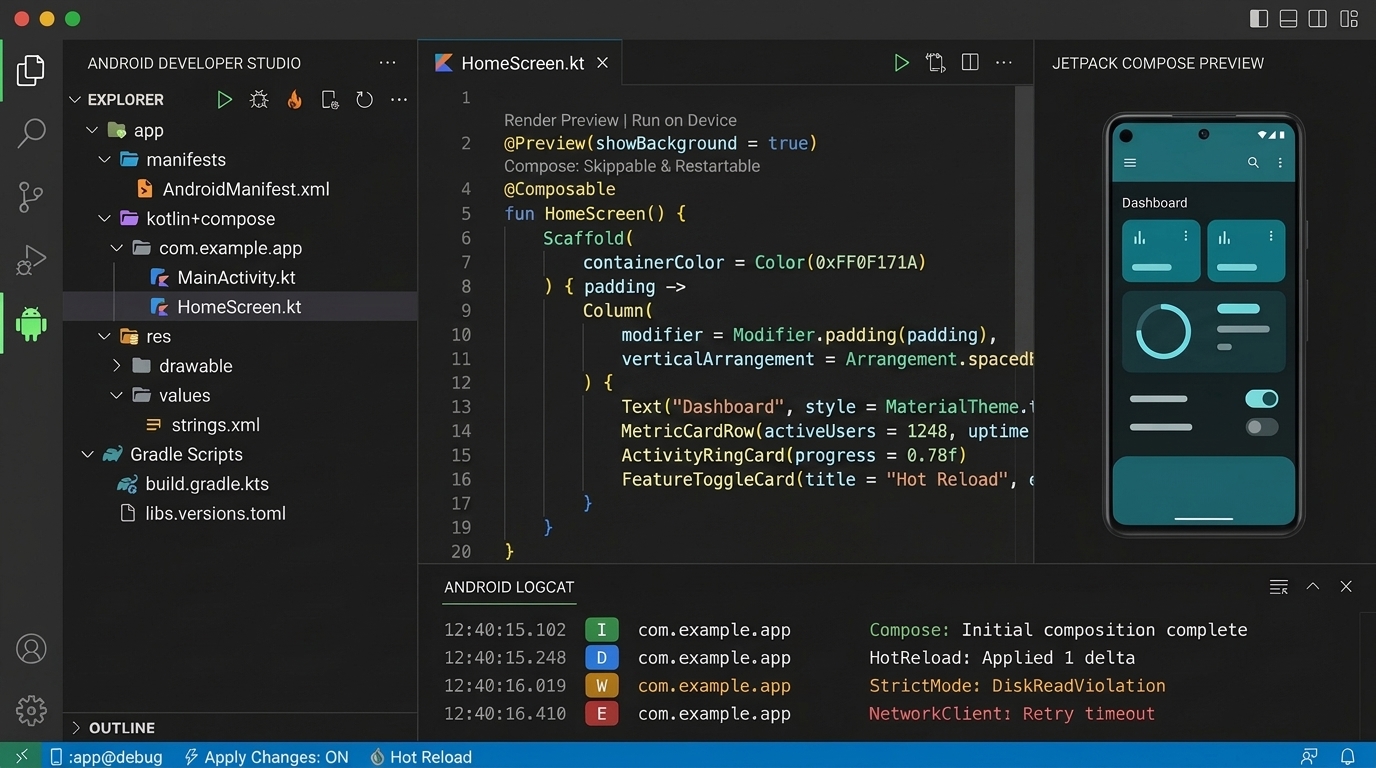 ANDROID DEVELOPER STUDIO
EXPLORER
app
manifests
AndroidManifest.xml
kotlin+compose
com.example.app
MainActivity.kt
HomeScreen.kt
res
drawable
values
strings.xml
Gradle Scripts
build.gradle.kts
libs.versions.toml
OUTLINE
HomeScreen.kt
1
Render Preview | Run on Device
2 @Preview(showBackground = true)
Compose: Skippable & Restartable
4 @Composable
5 fun HomeScreen() {
6 Scaffold(
7 containerColor = Color(0xFF0F171A)
8 ) { padding ->
9 Column(
10 modifier = Modifier.padding(padding),
11 verticalArrangement = Arrangement.spacedB
12 ) {
13 Text("Dashboard", style = MaterialTheme.t
14 MetricCardRow(activeUsers = 1248, uptime
15 ActivityRingCard(progress = 0.78f)
16 FeatureToggleCard(title = "Hot Reload", e
17 }
19 }
20 }
JETPACK COMPOSE PREVIEW
Dashboard
ANDROID LOGCAT
12:40:15.102 I com.example.app Compose: Initial composition complete
12:40:15.248 D com.example.app HotReload: Applied 1 delta
12:40:16.019 W com.example.app StrictMode: DiskReadViolation
12:40:16.410 E com.example.app NetworkClient: Retry timeout
:app@debug Apply Changes: ON Hot Reload